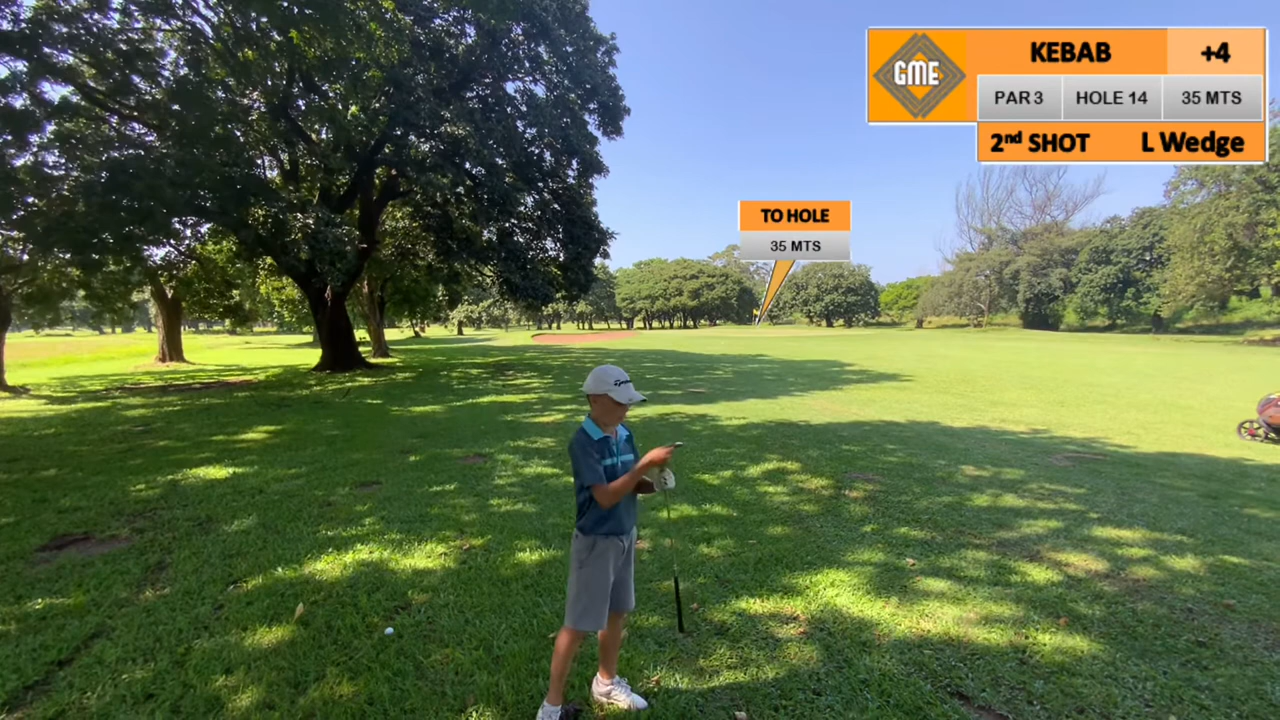 GME
KEBAB +4
PAR 3 HOLE 14 35 MTS
2nd SHOT L Wedge
TO HOLE
35 MTS